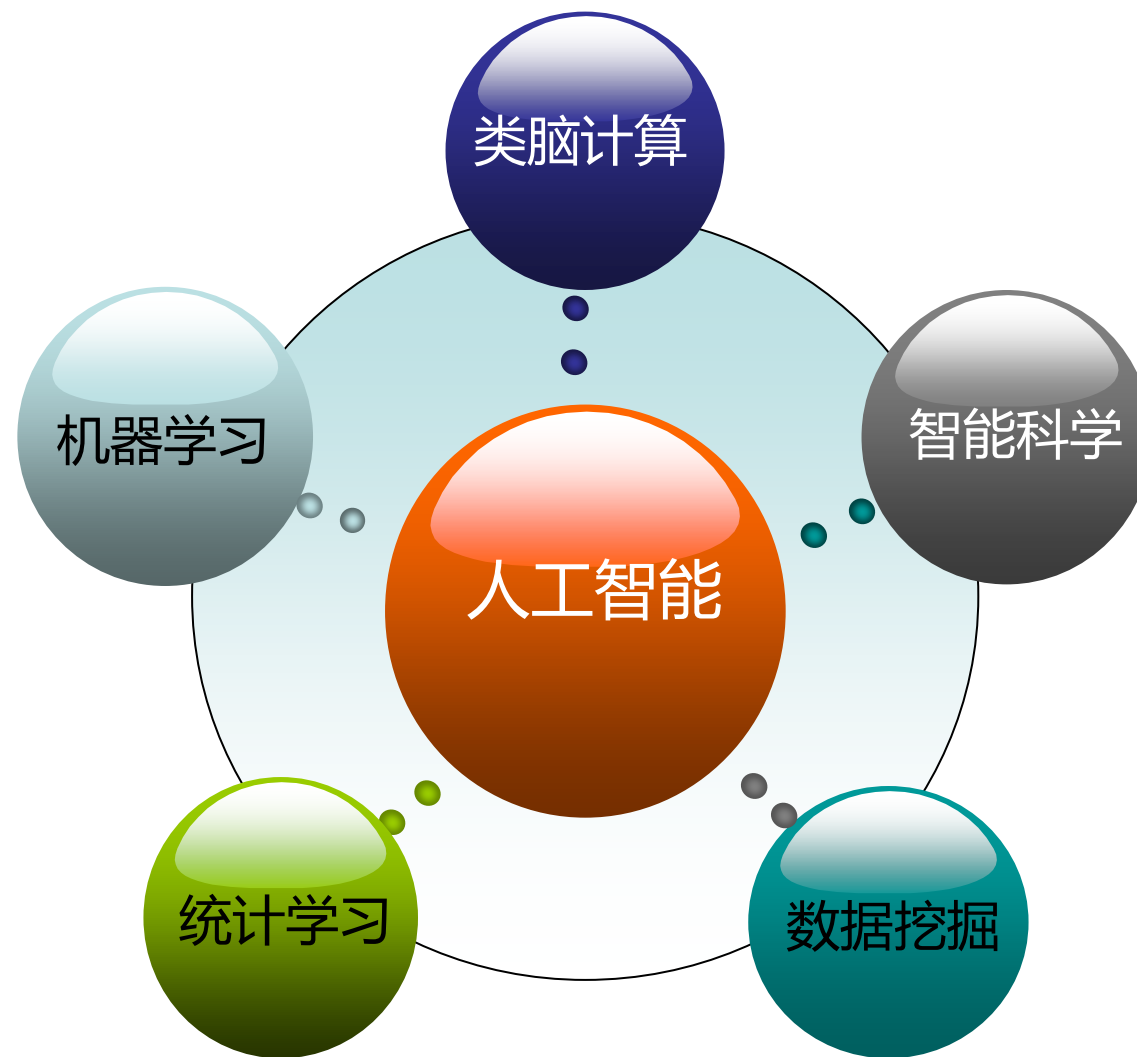 类脑计算
机器学习
智能科学
人工智能
统计学习
数据挖掘